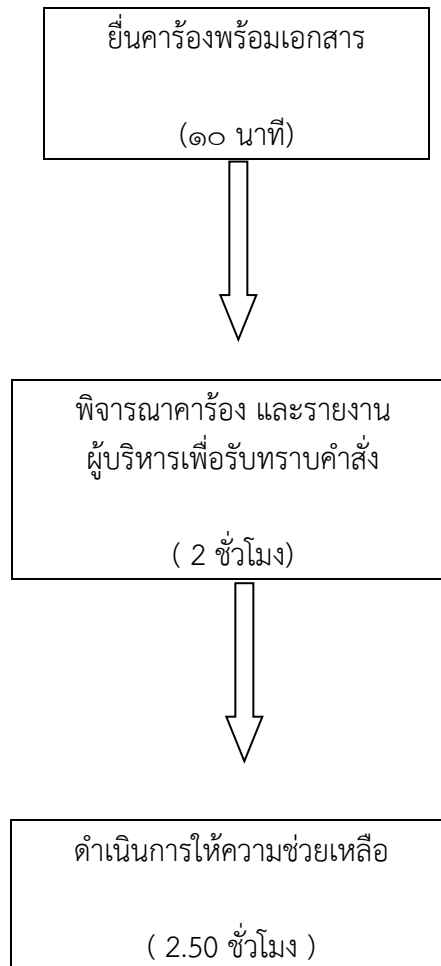 ยื่นคาร้องพร้อมเอกสาร
(๑๐ นาที)
พิจารณาคาร้อง และรายงาน
ผู้บริหารเพื่อรับทราบคำสั่ง
( 2 ชั่วโมง)
ดำเนินการให้ความช่วยเหลือ
( 2.50 ชั่วโมง )